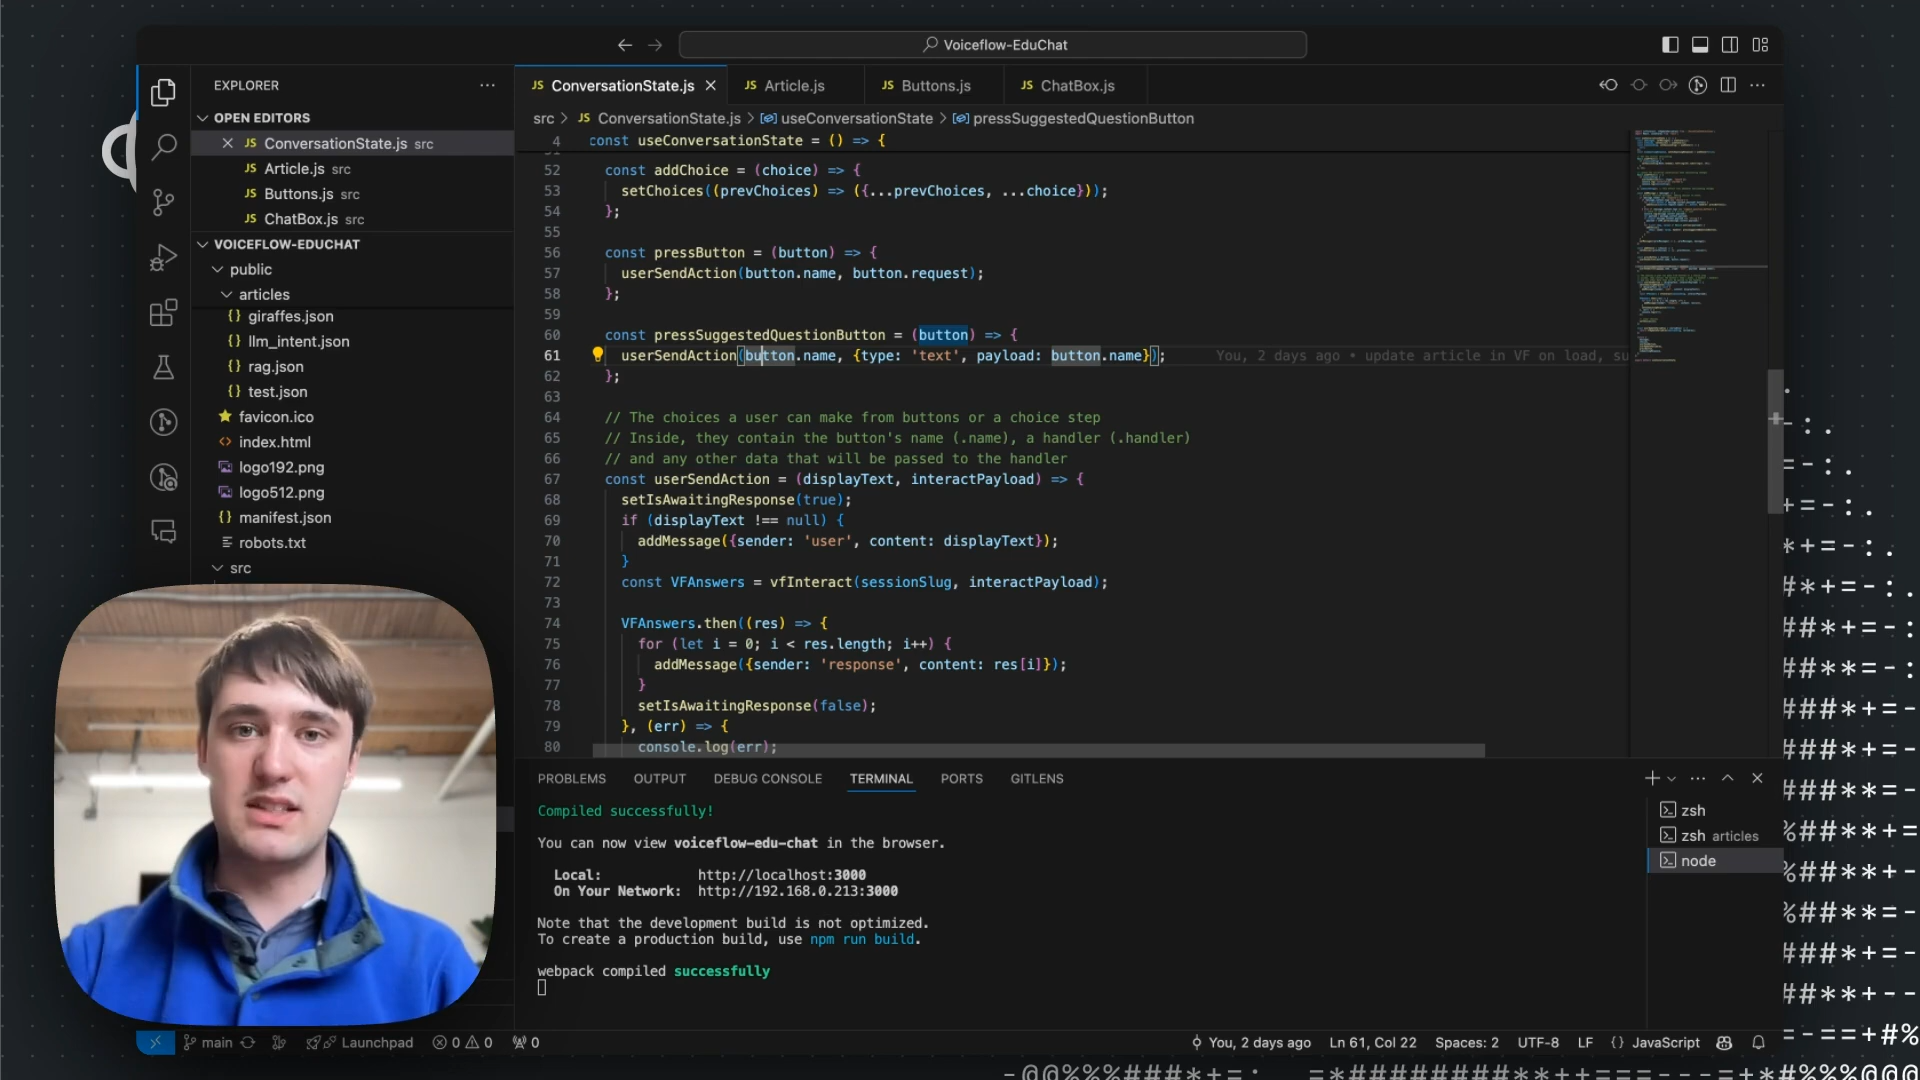 Voiceflow-EduChat
EXPLORER
OPEN EDITORS
ConversationState.js src
JS Article.js src
JS Buttons.js src
JS ChatBox.js src
VOICEFLOW-EDUCHAT
public
articles
{} giraffes.json
{} llm_intent.json
{} rag.json
{} test.json
favicon.ico
index.html
logo192.png
logo512.png
{} manifest.json
robots.txt
src
JS ConversationState.js
JS Article.js
JS Buttons.js
JS ChatBox.js
src > JS ConversationState.js > useConversationState > pressSuggestedQuestionButton
4 const useConversationState = () => {
52 const addChoice = (choice) => {
53 setChoices((prevChoices) => ({...prevChoices, ...choice}));
54 };
55
56 const pressButton = (button) => {
57 userSendAction(button.name, button.request);
58 };
59
60 const pressSuggestedQuestionButton = (button) => {
61 userSendAction(button.name, {type: 'text', payload: button.name}); You, 2 days ago • update article in VF on load, su
62 };
63
64 // The choices a user can make from buttons or a choice step
65 // Inside, they contain the button's name (.name), a handler (.handler)
66 // and any other data that will be passed to the handler
67 const userSendAction = (displayText, interactPayload) => {
68 setIsAwaitingResponse(true);
69 if (displayText !== null) {
70 addMessage({sender: 'user', content: displayText});
71 }
72 const VFAnswers = vfInteract(sessionSlug, interactPayload);
73
74 VFAnswers.then((res) => {
75 for (let i = 0; i < res.length; i++) {
76 addMessage({sender: 'response', content: res[i]});
77 }
78 setIsAwaitingResponse(false);
79 }, (err) => {
80 console.log(err);
PROBLEMS OUTPUT DEBUG CONSOLE TERMINAL PORTS GITLENS
Compiled successfully!
You can now view voiceflow-edu-chat in the browser.
Local: http://localhost:3000
On Your Network: http://192.168.0.213:3000
Note that the development build is not optimized.
To create a production build, use npm run build.
webpack compiled successfully
zsh
zsh articles
node
main
Launchpad
0 0
0
You, 2 days ago
Ln 61, Col 22
Spaces: 2
UTF-8
LF
{} JavaScript